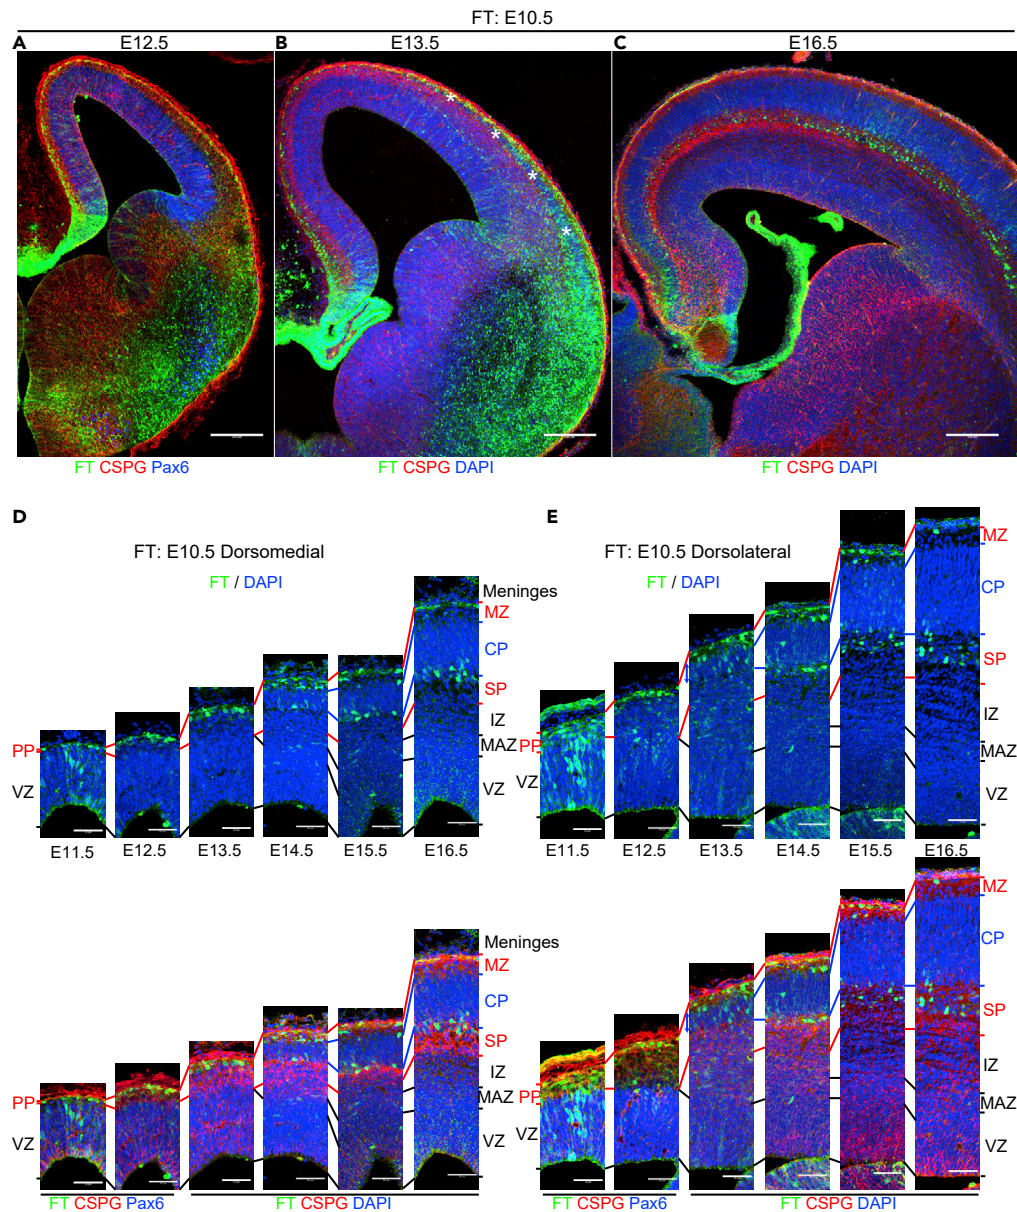 FT: E10.5
A E12.5 B E13.5 C E16.5
FT CSPG Pax6 FT CSPG DAPI FT CSPG DAPI
D E
FT: E10.5 Dorsomedial FT: E10.5 Dorsolateral
FT / DAPI FT / DAPI
Meninges
MZ
CP
SP
IZ
MAZ
VZ
PP
VZ
MZ
CP
SP
IZ
MAZ
VZ
PP
VZ
E11.5 E12.5 E13.5 E14.5 E15.5 E16.5 E11.5 E12.5 E13.5 E14.5 E15.5 E16.5
Meninges
MZ
CP
SP
IZ
MAZ
VZ
PP
VZ
MZ
CP
SP
IZ
MAZ
VZ
PP
VZ
FT CSPG Pax6 FT CSPG DAPI FT CSPG Pax6 FT CSPG DAPI